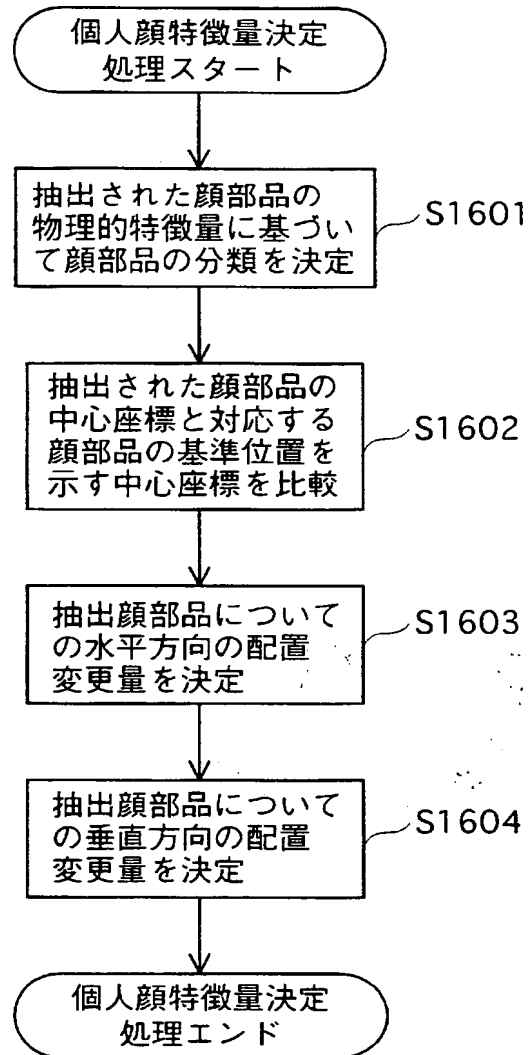 個人顔特徴量決定
処理スタート
抽出された顔部品の
物理的特徴量に基づい
て顔部品の分類を決定
S1601
抽出された顔部品の
中心座標と対応する
顔部品の基準位置を
示す中心座標を比較
S1602
抽出顔部品について
の水平方向の配置
変更量を決定
S1603
抽出顔部品について
の垂直方向の配置
変更量を決定
S1604
個人顔特徴量決定
処理エンド